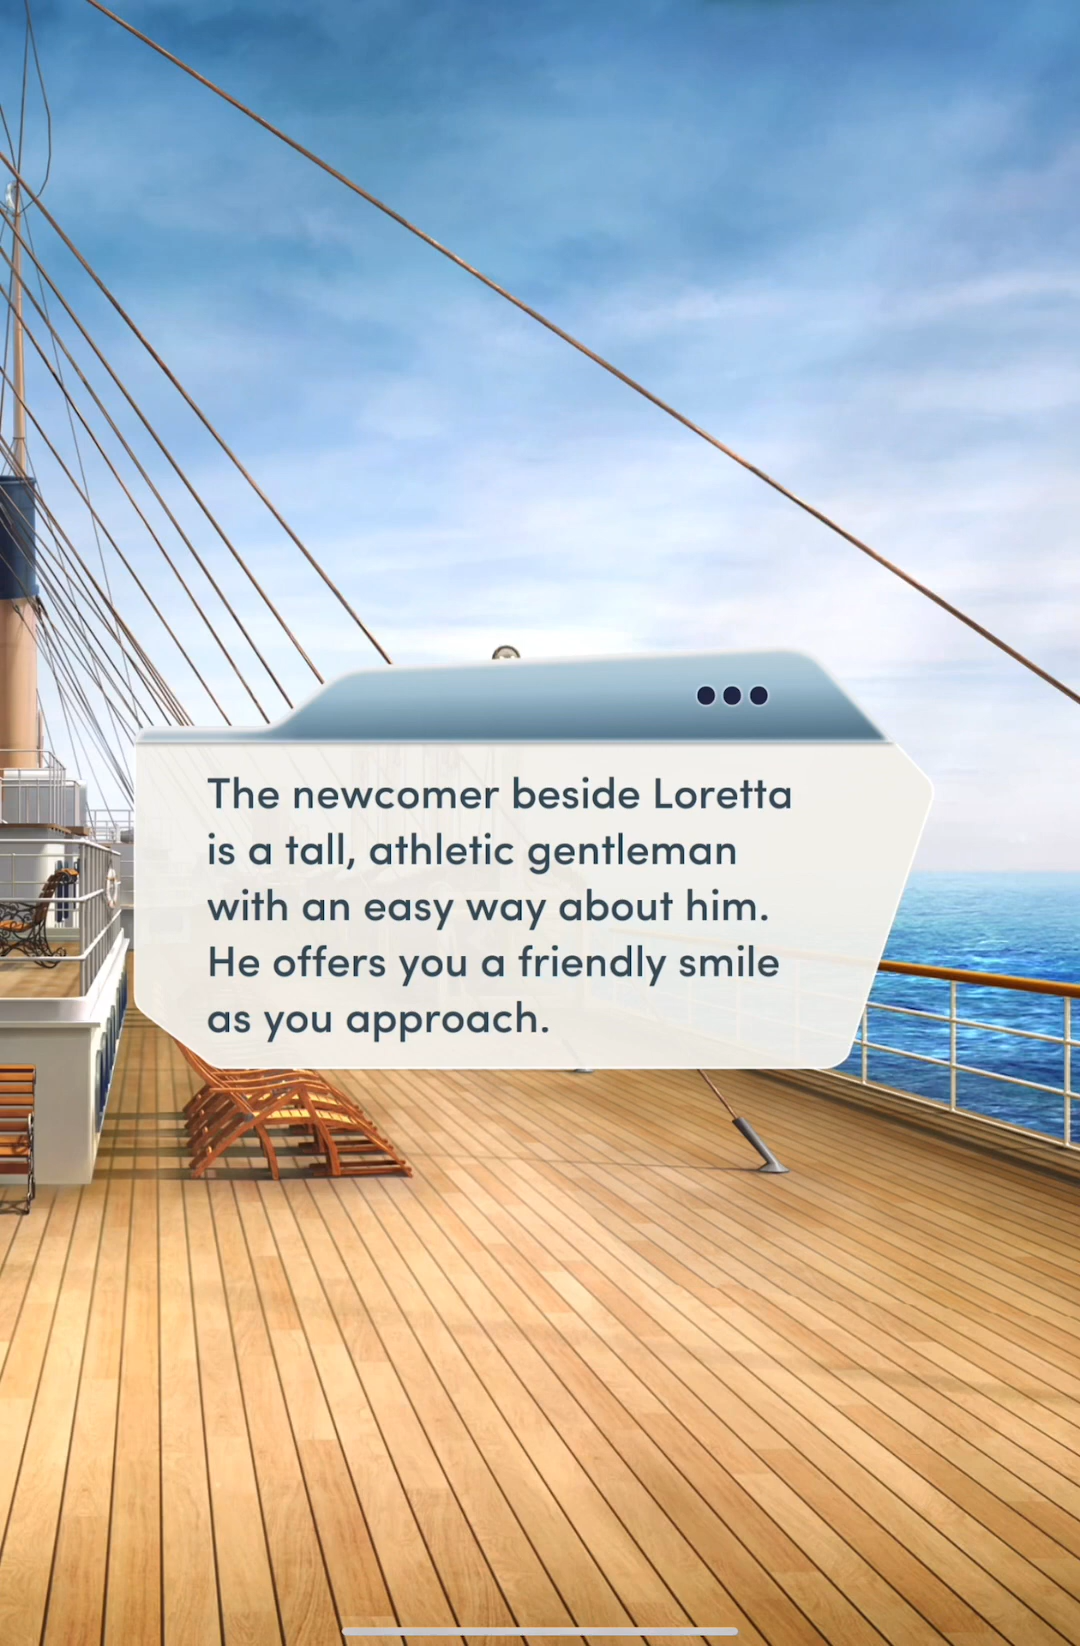 The newcomer beside Loretta
is a tall, athletic gentleman
with an easy way about him.
He offers you a friendly smile
as you approach.